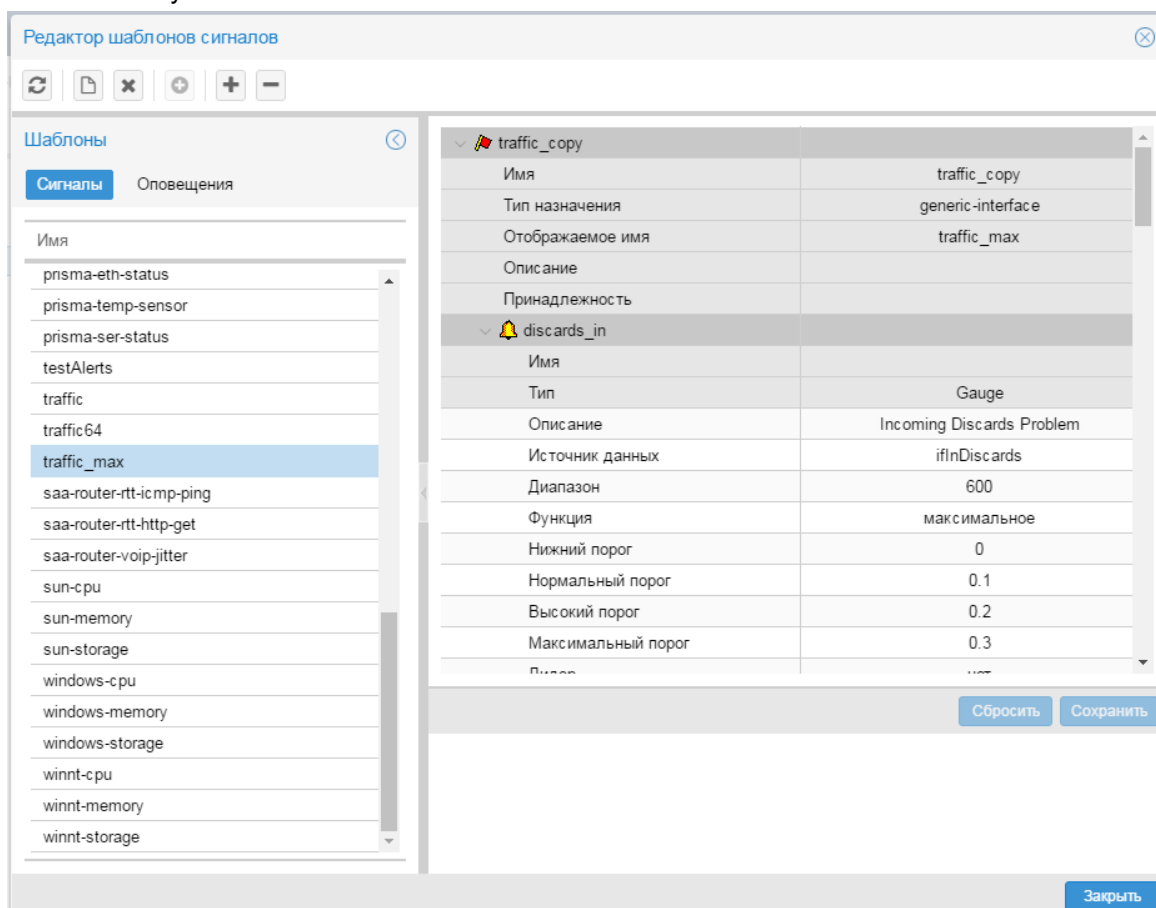 Редактор шаблонов сигналов
Шаблоны
Сигналы Оповещения
Имя
prisma-eth-status
prisma-temp-sensor
prisma-ser-status
testAlerts
traffic
traffic64
traffic_max
saa-router-rtt-icmp-ping
saa-router-rtt-http-get
saa-router-voip-jitter
sun-cpu
sun-memory
sun-storage
windows-cpu
windows-memory
windows-storage
winnt-cpu
winnt-memory
winnt-storage
traffic_copy
Имя traffic_copy
Тип назначения generic-interface
Отображаемое имя traffic_max
Описание
Принадлежность
discards_in
Имя
Тип Gauge
Описание Incoming Discards Problem
Источник данных ifInDiscards
Диапазон 600
Функция максимальное
Нижний порог 0
Нормальный порог 0.1
Высокий порог 0.2
Максимальный порог 0.3
Сбросить Сохранить
Закрыть